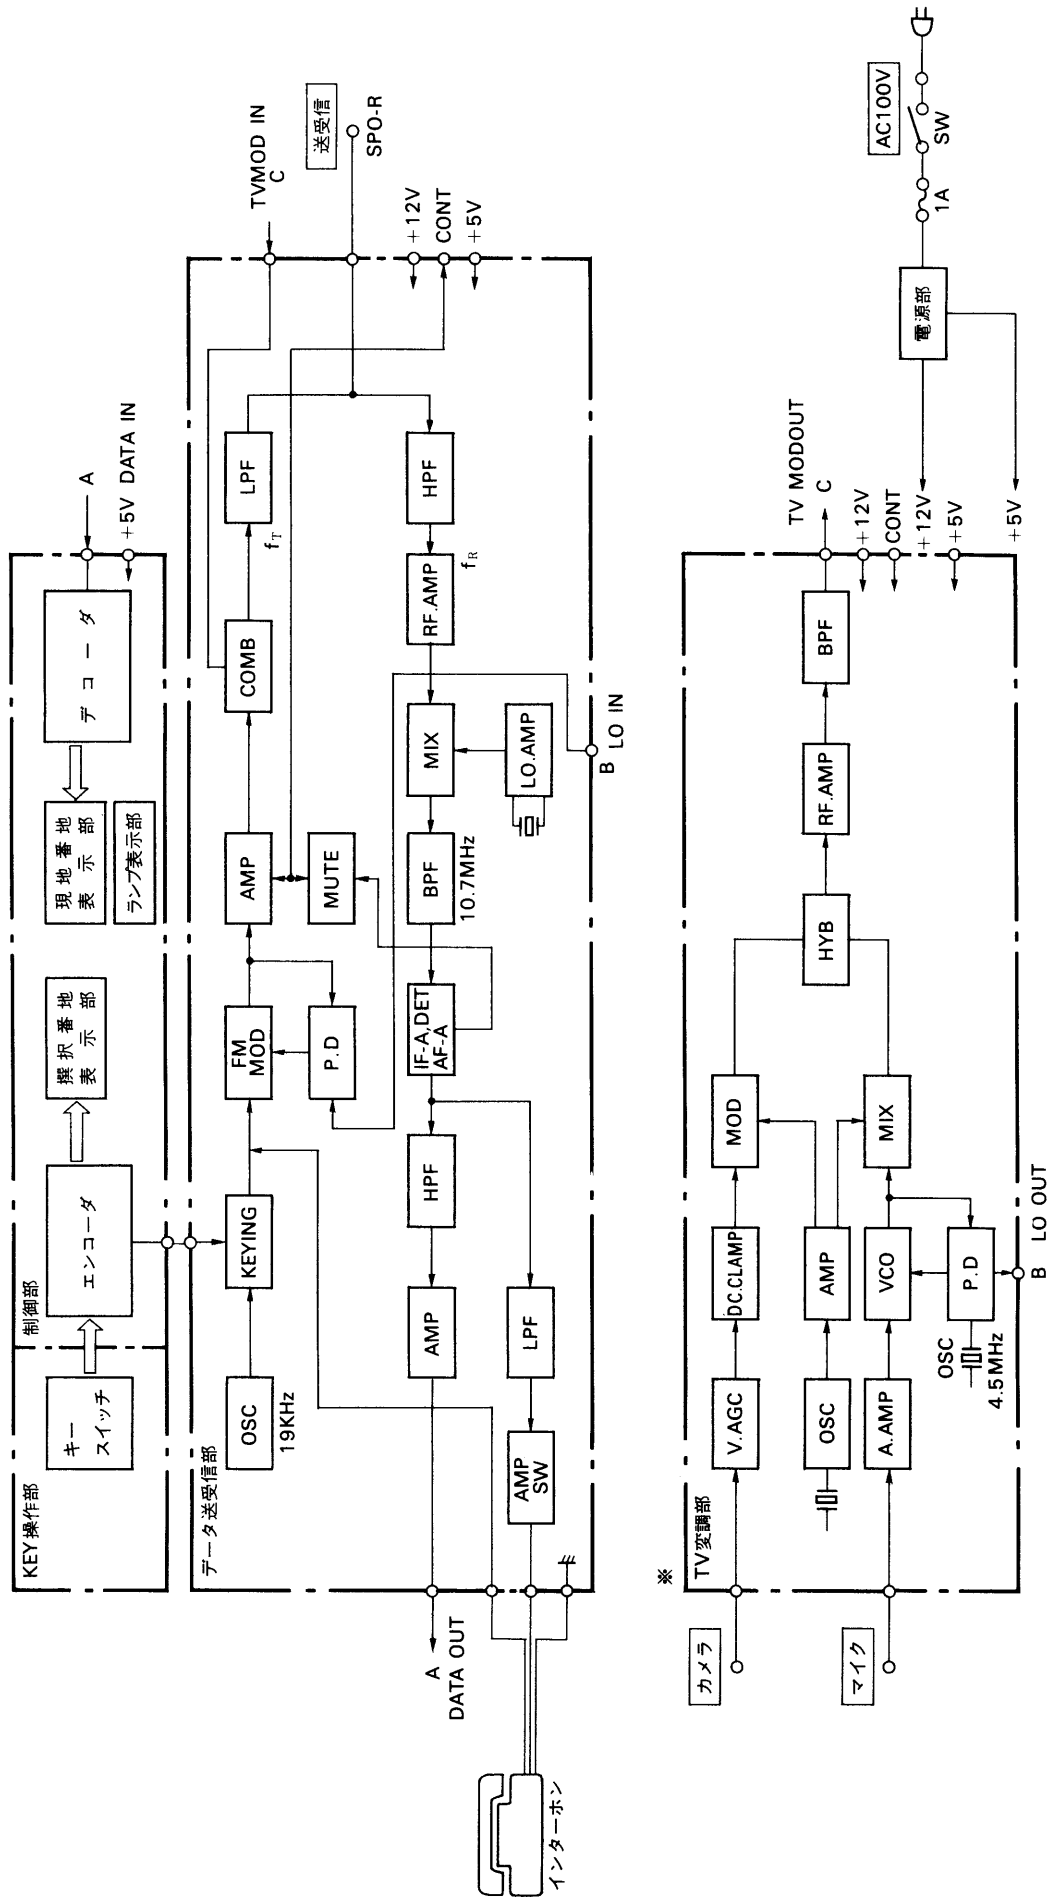 KEY操作部
キー
スイッチ
制御部
エンコーダ
撰択番地
表示部
現地番地
表示部
ランプ表示部
デコーダ
A
+5V DATA IN
データ送受信部
OSC
19KHz
KEYING
FM
MOD
P.D
AMP
MUTE
COMB
fT
LPF
TVMOD IN
C
送受信
SPO-R
+12V
CONT
+5V
HPF
fR
RF.AMP
MIX
LO.AMP
BPF
10.7MHz
IF-A,DET
AF-A
HPF
AMP
LPF
AMP
SW
B LO IN
A
DATA OUT
インターホン
※
TV変調部
カメラ
マイク
V.AGC
DC.CLAMP
MOD
OSC
AMP
A.AMP
VCO
MIX
OSC
4.5MHz
P.D
B LO OUT
HYB
RF.AMP
BPF
TV MODOUT
C
+12V
CONT
+12V
+5V
+5V
電源部
1A
SW
AC100V